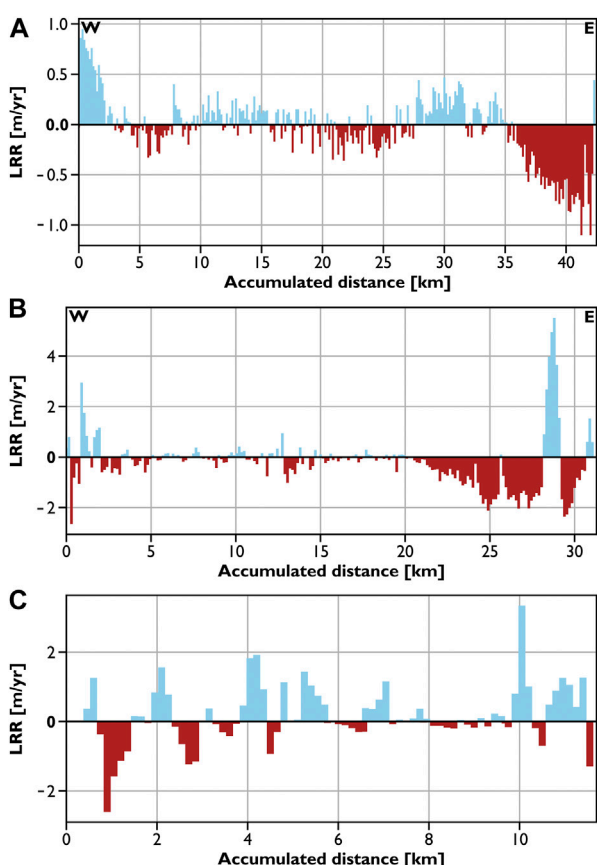 A
W
E
1.0
0.5
0.0
-0.5
-1.0
LRR [m/yr]
0 5 10 15 20 25 30 35 40
Accumulated distance [km]
B
W
E
4
2
0
-2
LRR [m/yr]
0 5 10 15 20 25 30
Accumulated distance [km]
C
2
0
-2
LRR [m/yr]
0 2 4 6 8 10
Accumulated distance [km]